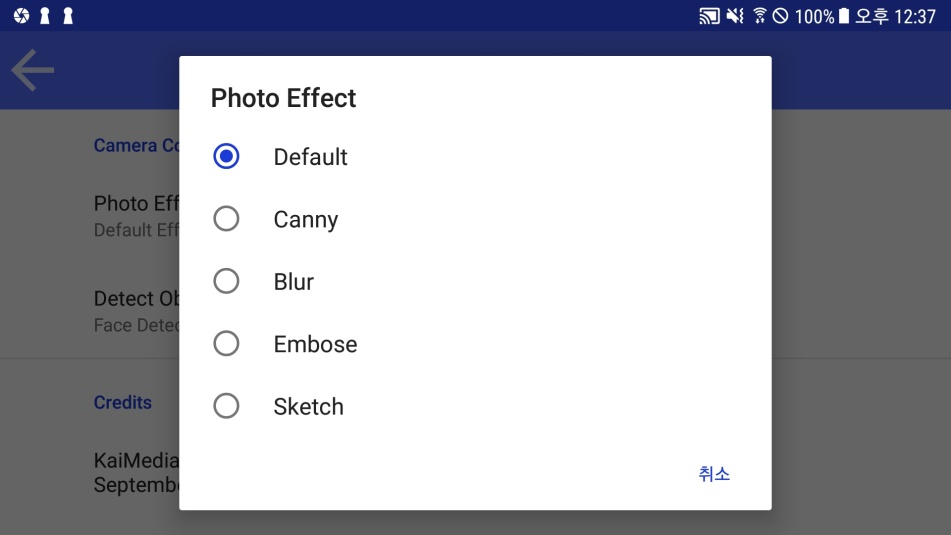 100% 오후 12:37
Photo Effect
Default
Canny
Blur
Embose
Sketch
취소
Camera Co
Photo Eff
Default Eff
Detect Ob
Face Detec
Credits
KaiMedia
Septembe